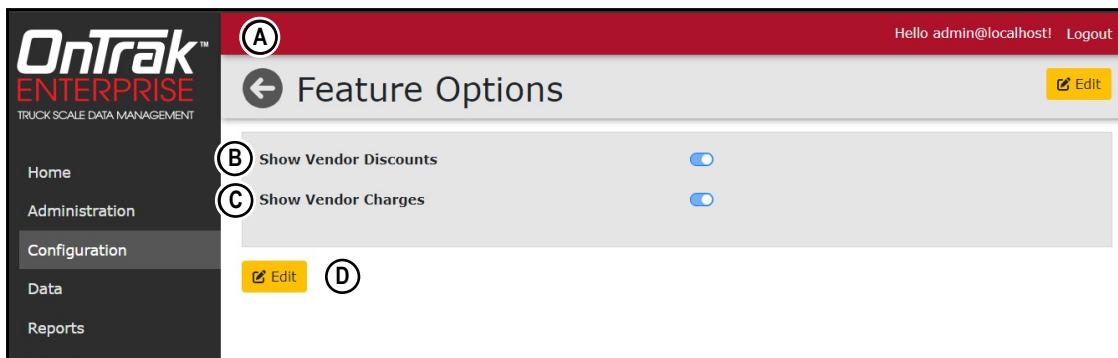 OnTrak™
ENTERPRISE
TRUCK SCALE DATA MANAGEMENT
Home
Administration
Configuration
Data
Reports
A
Hello admin@localhost! Logout
Feature Options
Edit
B Show Vendor Discounts
C Show Vendor Charges
Edit D